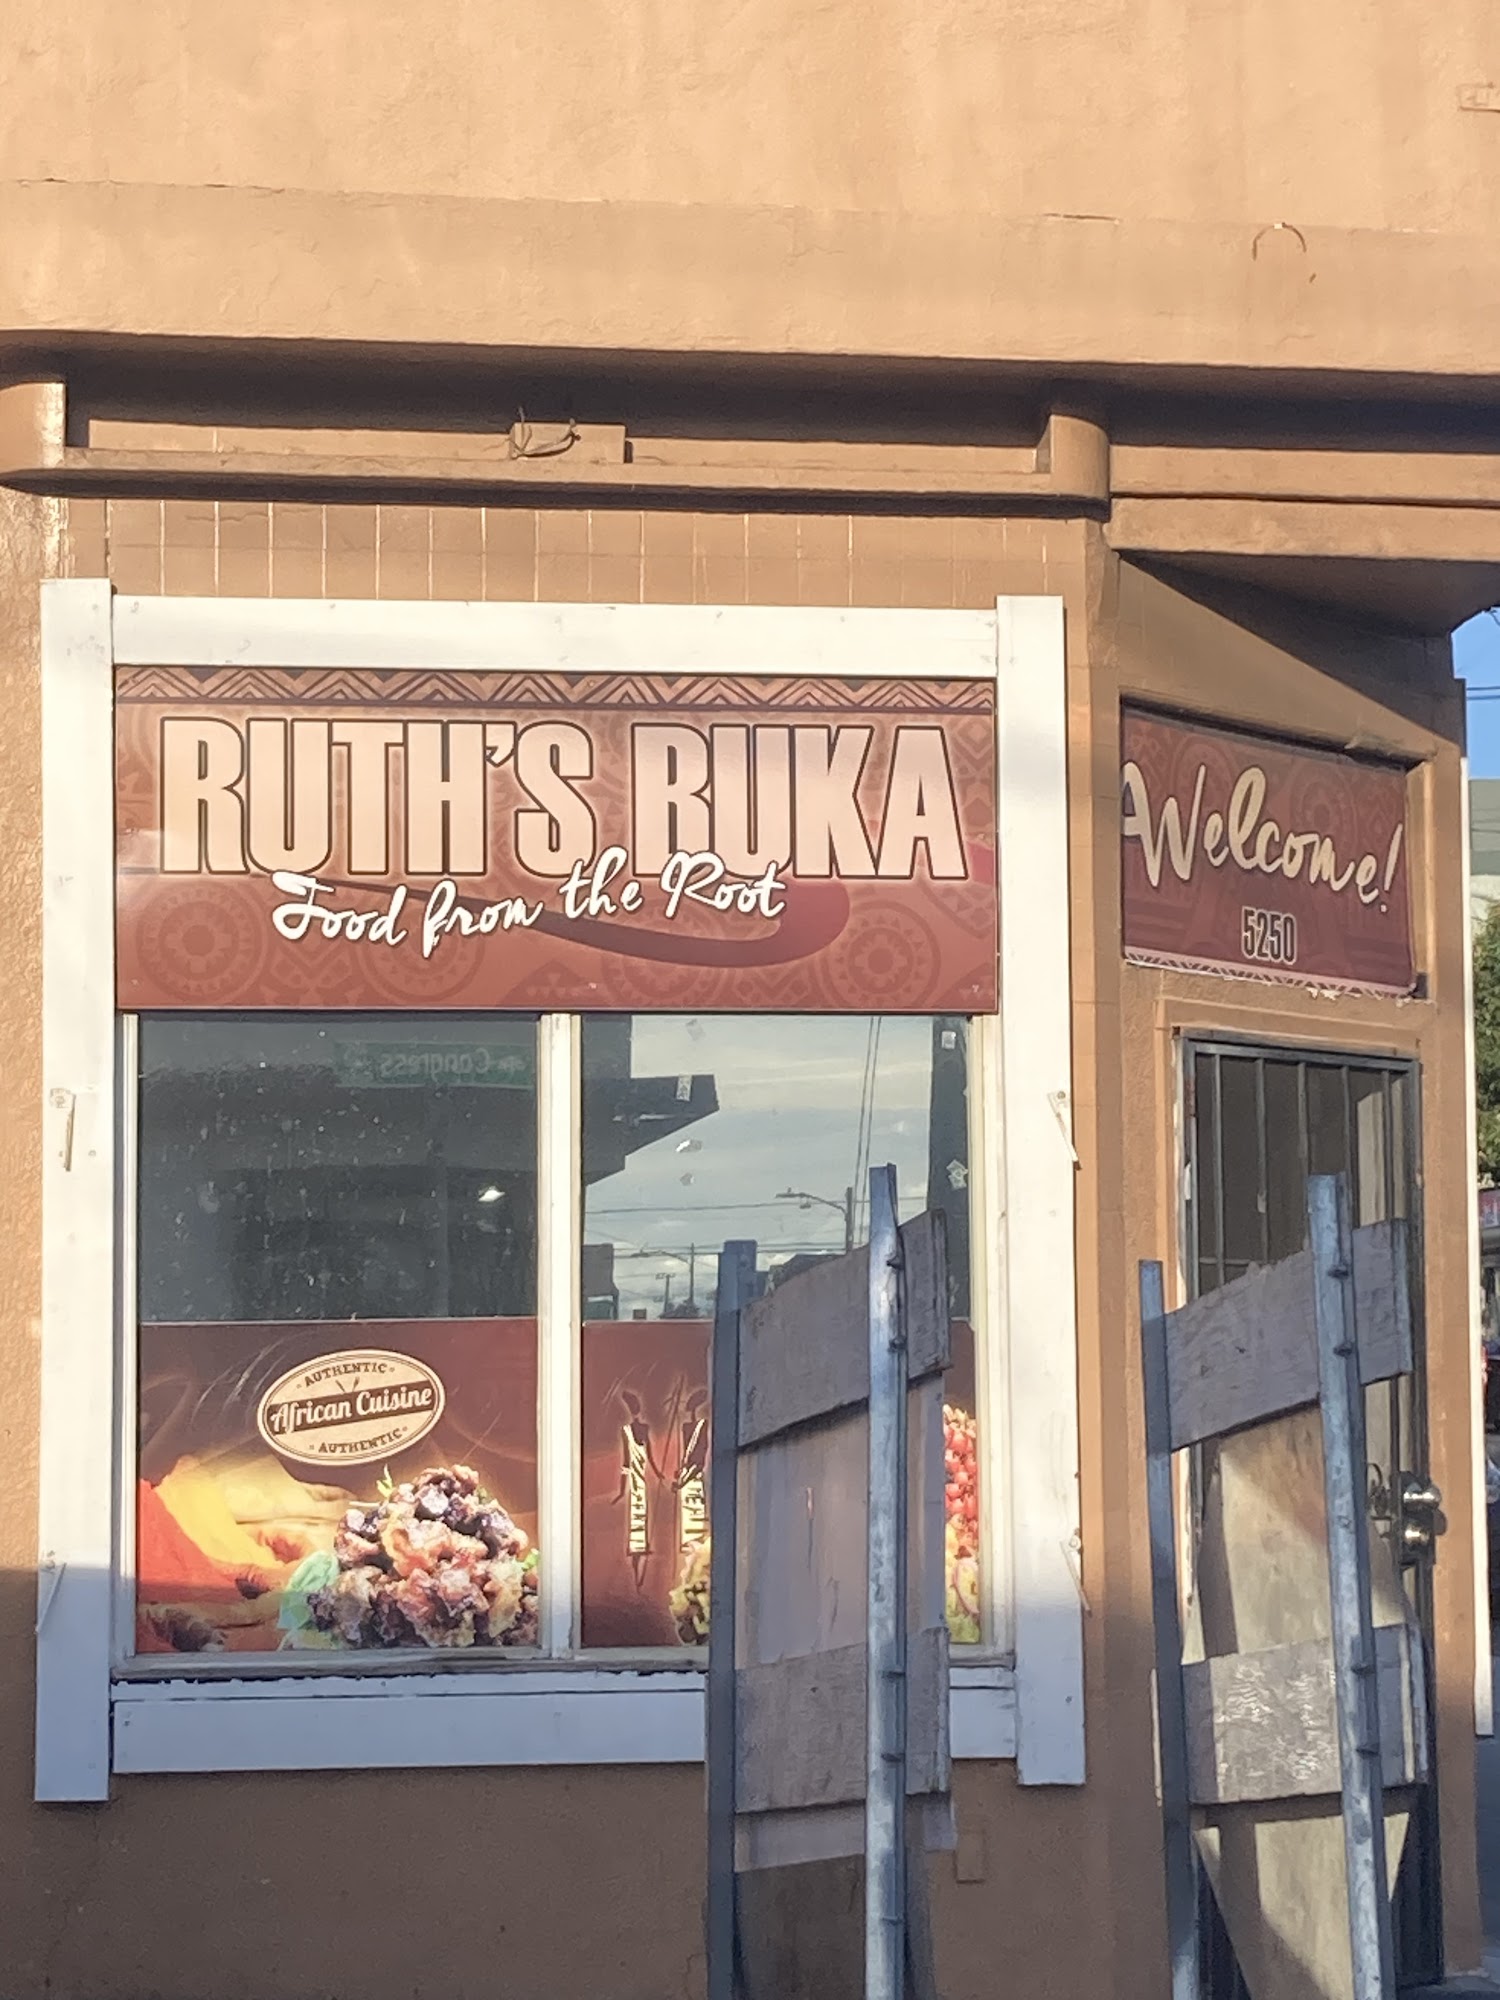 RUTH'S BUKA
Food from the Root
Welcome!
5250
Congress
AUTHENTIC
African Cuisine
AUTHENTIC